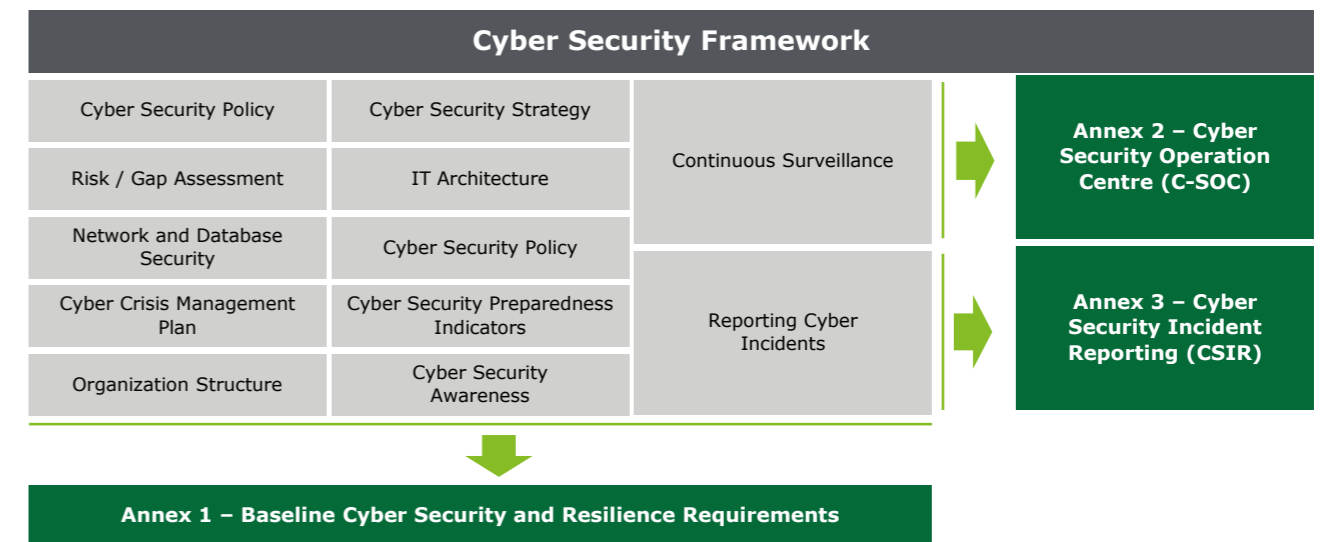 Cyber Security Framework
Cyber Security Policy
Cyber Security Strategy
Risk / Gap Assessment
IT Architecture
Network and Database
Security
Cyber Security Policy
Cyber Crisis Management
Plan
Cyber Security Preparedness
Indicators
Organization Structure
Cyber Security
Awareness
Continuous Surveillance
Reporting Cyber
Incidents
Annex 2 – Cyber
Security Operation
Centre (C-SOC)
Annex 3 – Cyber
Security Incident
Reporting (CSIR)
Annex 1 – Baseline Cyber Security and Resilience Requirements